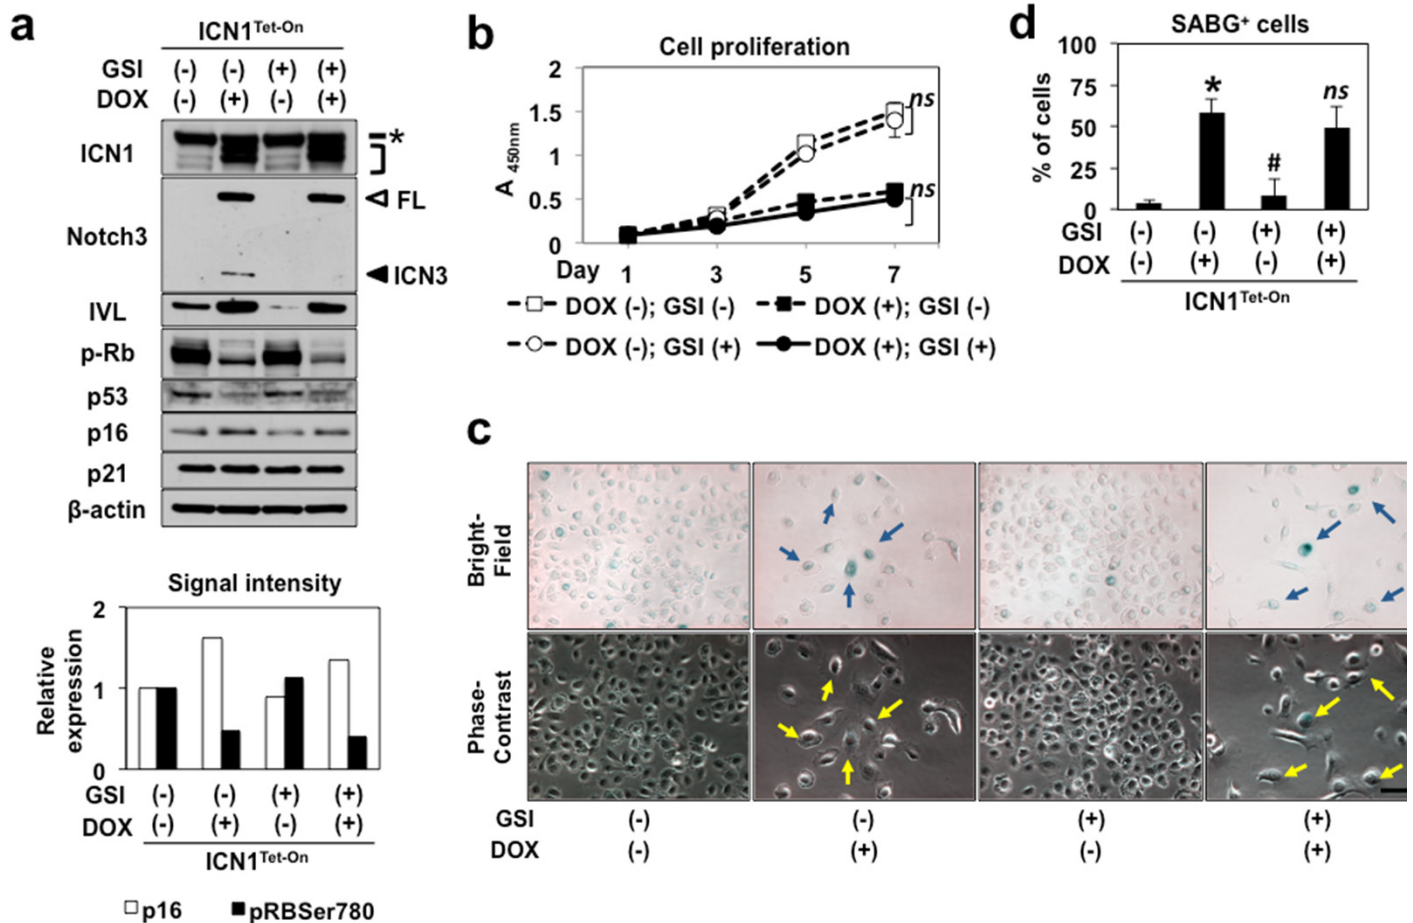 a
ICN1Tet-On
GSI (-) (-) (+) (+)
DOX (-) (+) (-) (+)
ICN1
*
Notch3
FL
ICN3
IVL
p-Rb
p53
p16
p21
β-actin
Signal intensity
Relative
expression
2
1
0
GSI (-) (-) (+) (+)
DOX (-) (+) (-) (+)
ICN1Tet-On
p16 pRBSer780
b
Cell proliferation
A 450nm
2
1.5
1
0.5
0
ns
ns
Day 1 3 5 7
DOX (-); GSI (-) DOX (+); GSI (-)
DOX (-); GSI (+) DOX (+); GSI (+)
d
SABG+ cells
% of cells
100
75
50
25
0
* # ns
GSI (-) (-) (+) (+)
DOX (-) (+) (-) (+)
ICN1Tet-On
c
Bright-
Field
Phase-
Contrast
GSI (-) (-) (+) (+)
DOX (-) (+) (-) (+)